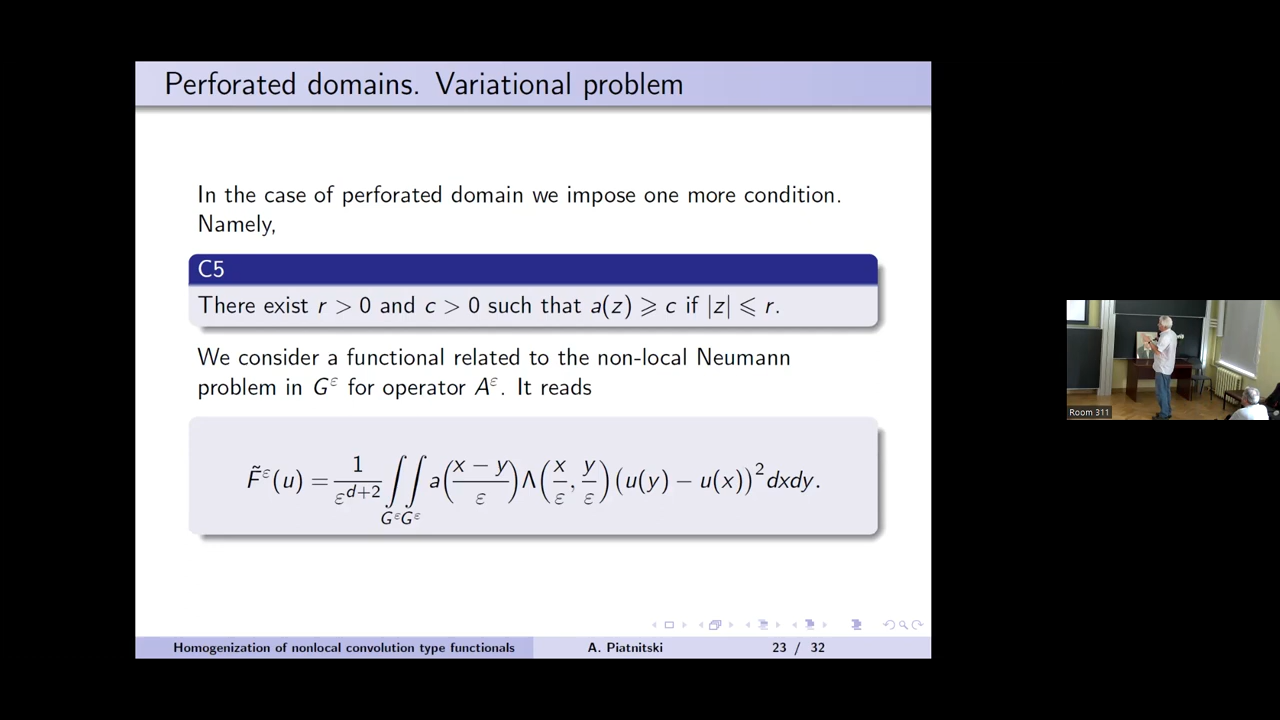 Perforated domains. Variational problem
In the case of perforated domain we impose one more condition.
Namely,
C5
There exist r > 0 and c > 0 such that a(z) ⩾ c if |z| ⩽ r.
We consider a functional related to the non-local Neumann
problem in G^ε for operator A^ε. It reads
F̃^ε(u) = 1/ε^{d+2} ∫_{G^ε}∫_{G^ε} a((x − y)/ε) Λ(x/ε, y/ε) (u(y) − u(x))^2 dxdy.
Homogenization of nonlocal convolution type functionals A. Piatnitski 23 / 32
Room 311